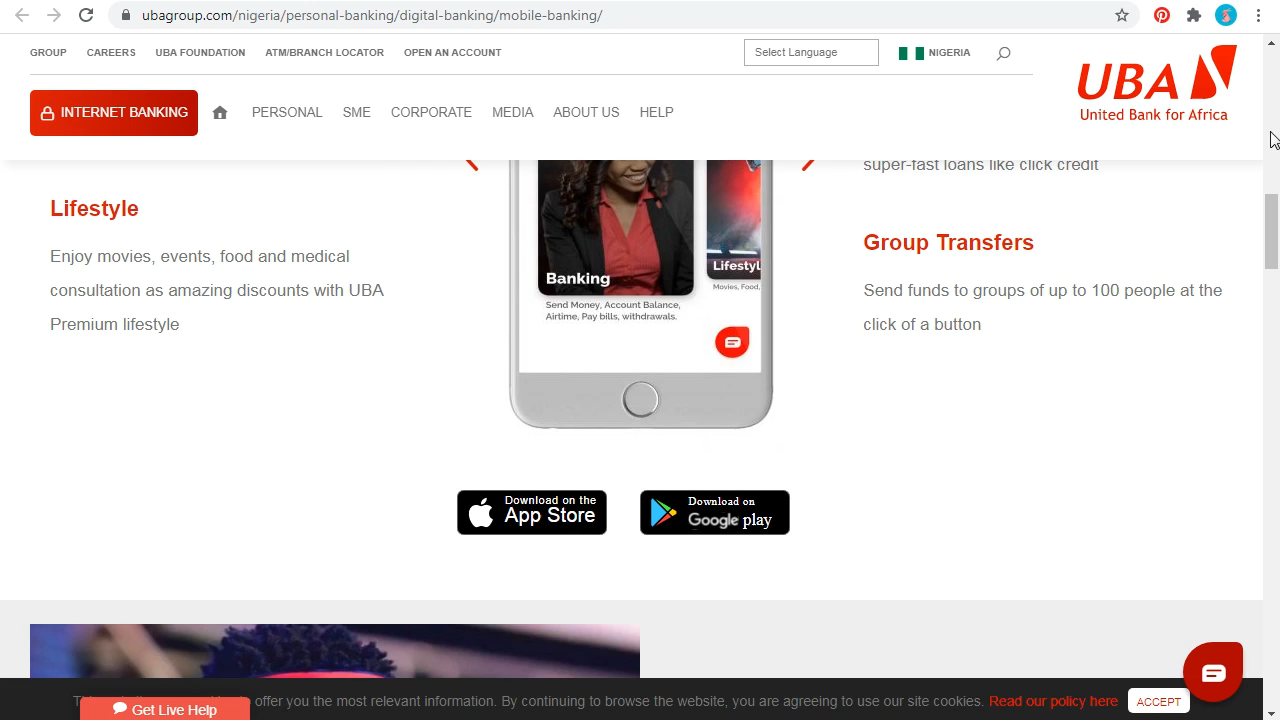 ubagroup.com/nigeria/personal-banking/digital-banking/mobile-banking/
GROUP CAREERS UBA FOUNDATION ATM/BRANCH LOCATOR OPEN AN ACCOUNT
Select Language
NIGERIA
UBA
United Bank for Africa
INTERNET BANKING
PERSONAL SME CORPORATE MEDIA ABOUT US HELP
super-fast loans like click credit
Lifestyle
Enjoy movies, events, food and medical
consultation as amazing discounts with UBA
Premium lifestyle
Banking
Send Money, Account Balance,
Airtime, Pay bills, withdrawals.
Lifestyl
Movies, Food,
Group Transfers
Send funds to groups of up to 100 people at the
click of a button
Download on the
App Store
Download on
Google play
offer you the most relevant information. By continuing to browse the website, you are agreeing to use our site cookies. Read our policy here
ACCEPT
Get Live Help